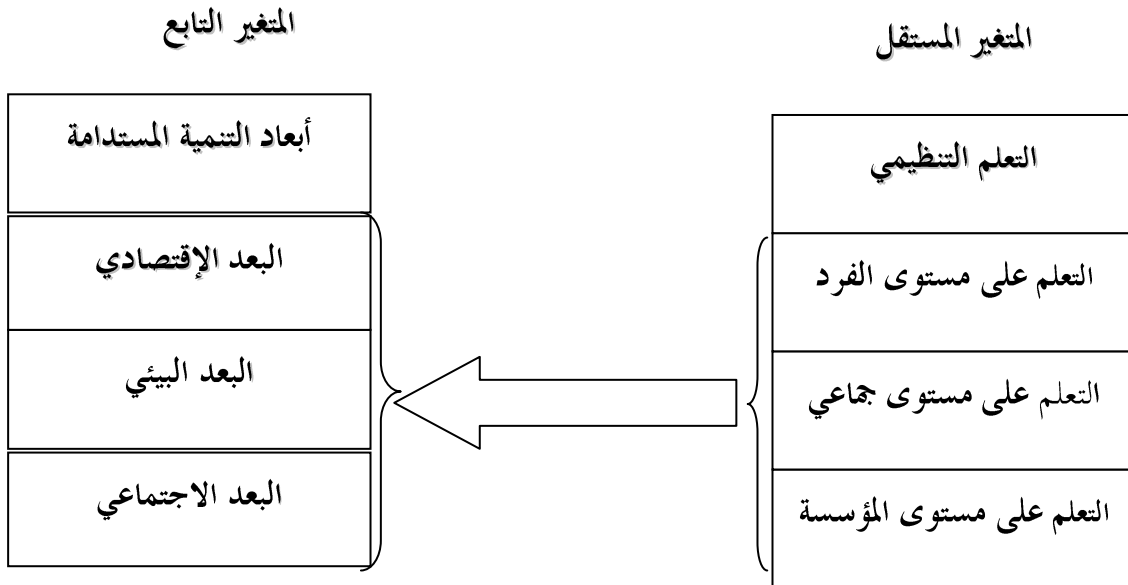 المتغير المستقل
التعلم التنظيمي
التعلم على مستوى الفرد
التعلم على مستوى جماعي
التعلم على مستوى المؤسسة
المتغير التابع
أبعاد التنمية المستدامة
البعد الإقتصادي
البعد البيئي
البعد الاجتماعي